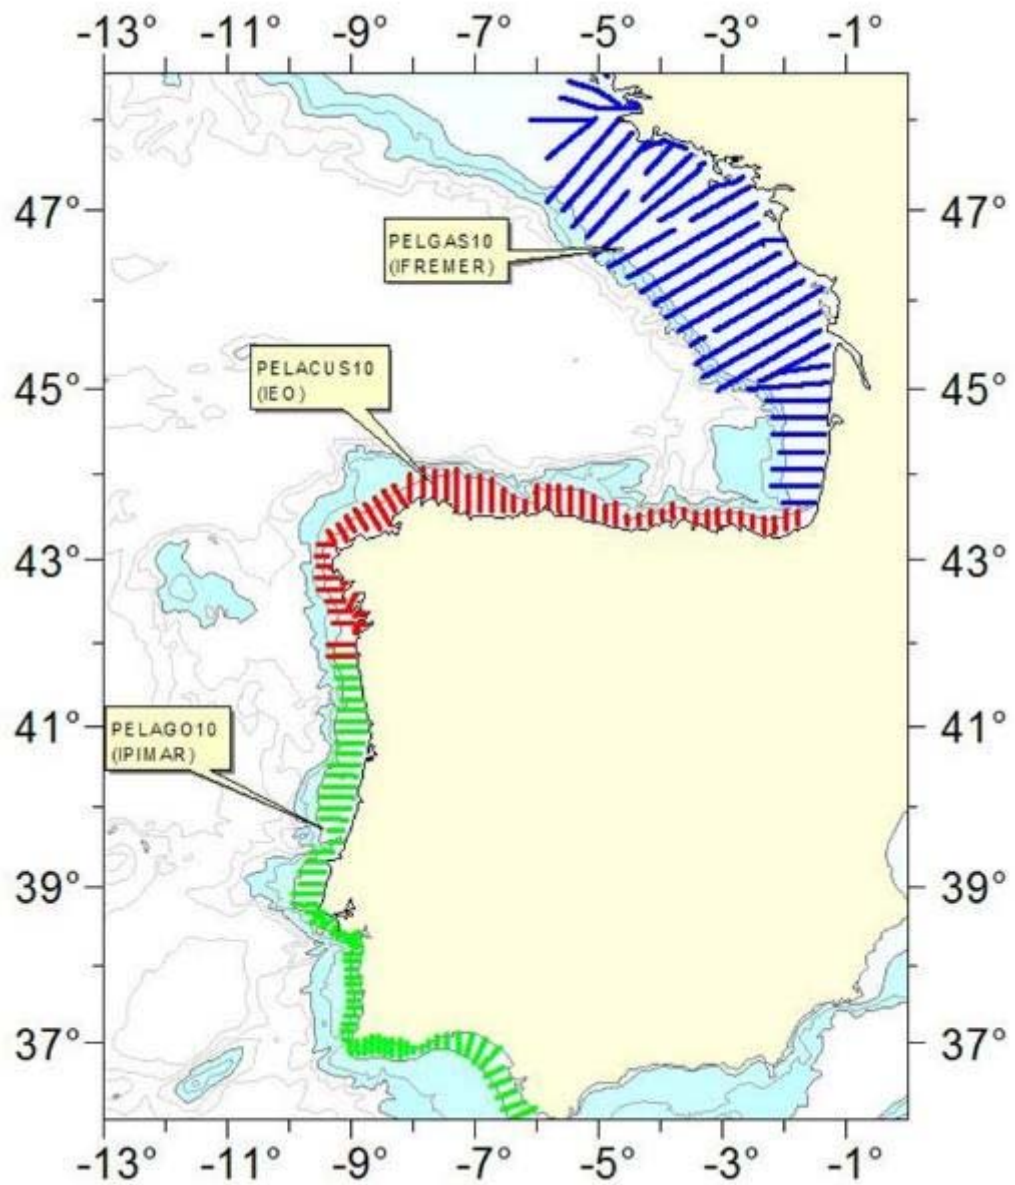 -13° -11° -9° -7° -5° -3° -1°
47° 47°
PELGAS10
(IFREMER)
PELACUS10
(IEO)
45° 45°
43° 43°
PELAGO10
(IPIMAR)
41° 41°
39° 39°
37° 37°
-13° -11° -9° -7° -5° -3° -1°